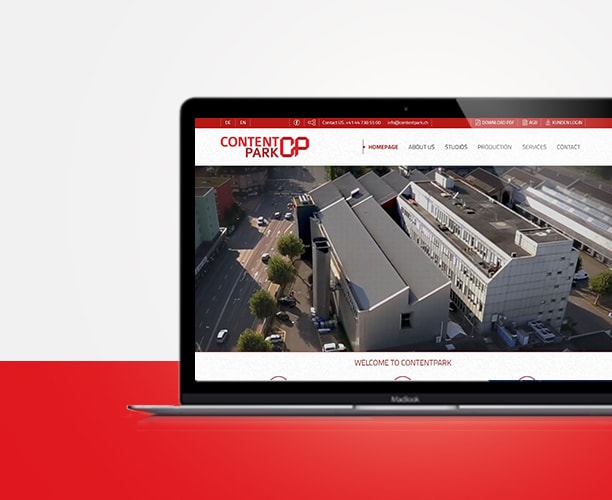 DE EN Contact US. +41 44 730 55 00 info@contentpark.ch DOWNLOAD PDF AGB KUNDEN LOGIN
CONTENT
PARK CP
HOMEPAGE ABOUT US STUDIOS PRODUCTION SERVICES CONTACT
WELCOME TO CONTENTPARK
MacBook